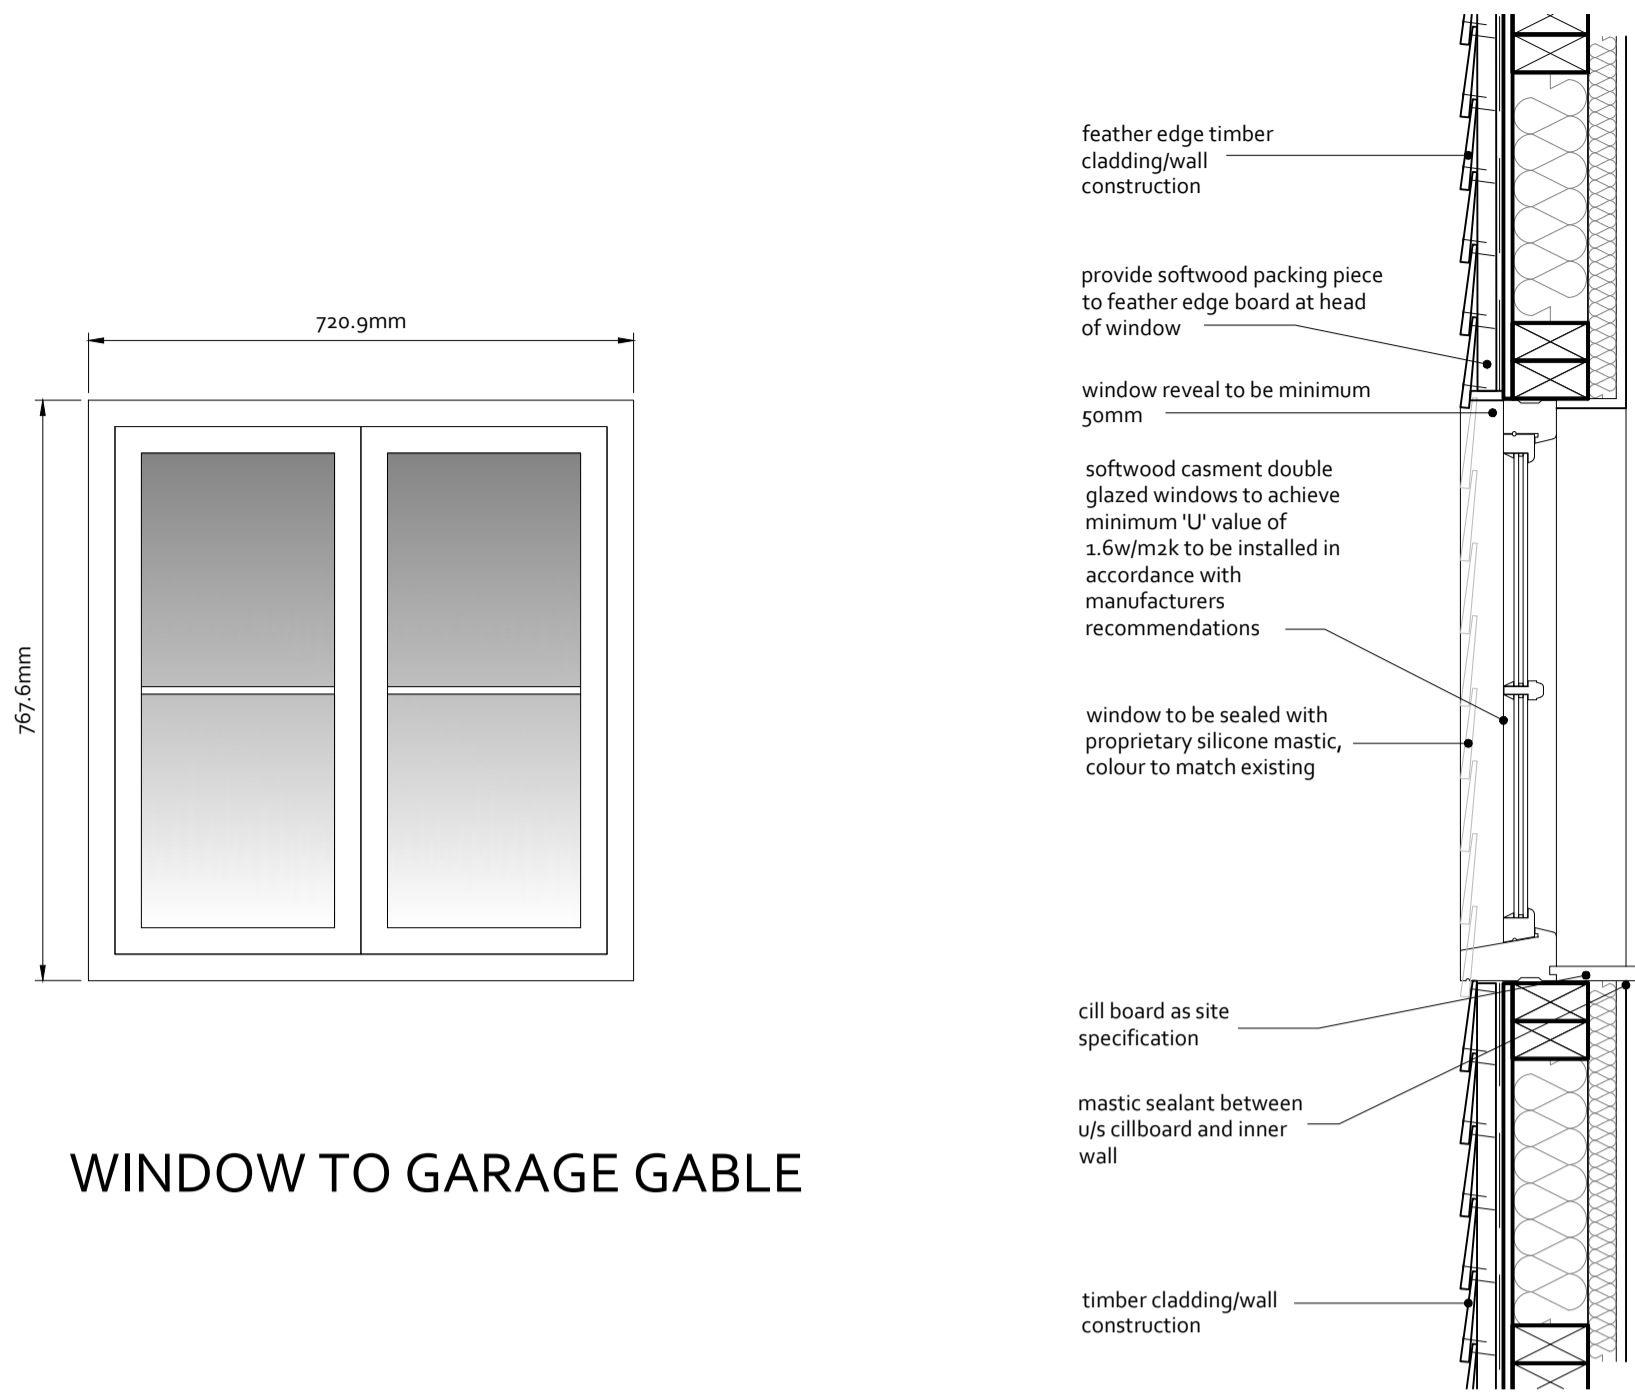 720.9mm
767.6mm
WINDOW TO GARAGE GABLE
feather edge timber
cladding/wall
construction
provide softwood packing piece
to feather edge board at head
of window
window reveal to be minimum
50mm
softwood casment double
glazed windows to achieve
minimum 'U' value of
1.6w/m2k to be installed in
accordance with
manufacturers
recommendations
window to be sealed with
proprietary silicone mastic,
colour to match existing
cill board as site
specification
mastic sealant between
u/s cillboard and inner
wall
timber cladding/wall
construction